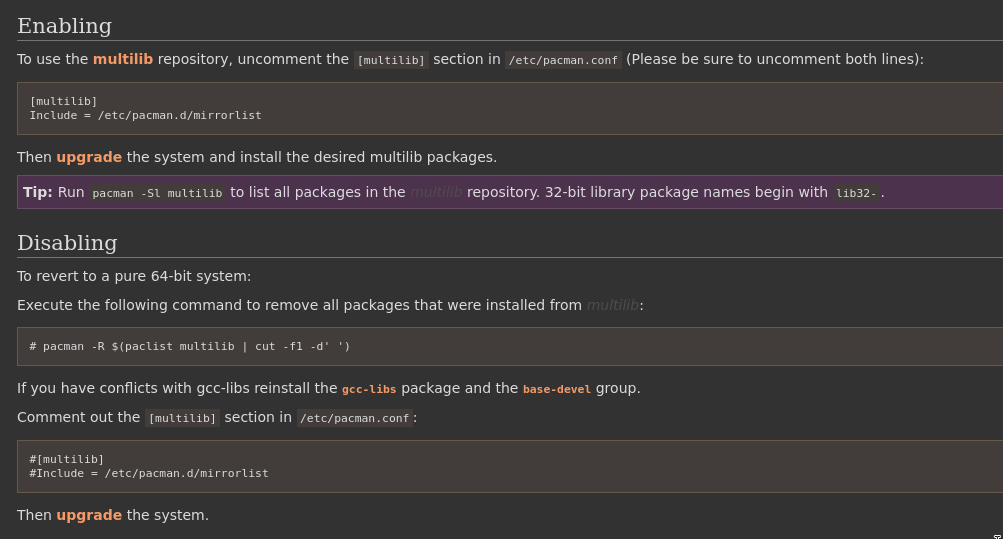 Enabling
To use the multilib repository, uncomment the [multilib] section in /etc/pacman.conf (Please be sure to uncomment both lines):
[multilib]
Include = /etc/pacman.d/mirrorlist
Then upgrade the system and install the desired multilib packages.
Tip: Run pacman -Sl multilib to list all packages in the multilib repository. 32-bit library package names begin with lib32-.
Disabling
To revert to a pure 64-bit system:
Execute the following command to remove all packages that were installed from multilib:
# pacman -R $(paclist multilib | cut -f1 -d' ')
If you have conflicts with gcc-libs reinstall the gcc-libs package and the base-devel group.
Comment out the [multilib] section in /etc/pacman.conf:
#[multilib]
#Include = /etc/pacman.d/mirrorlist
Then upgrade the system.